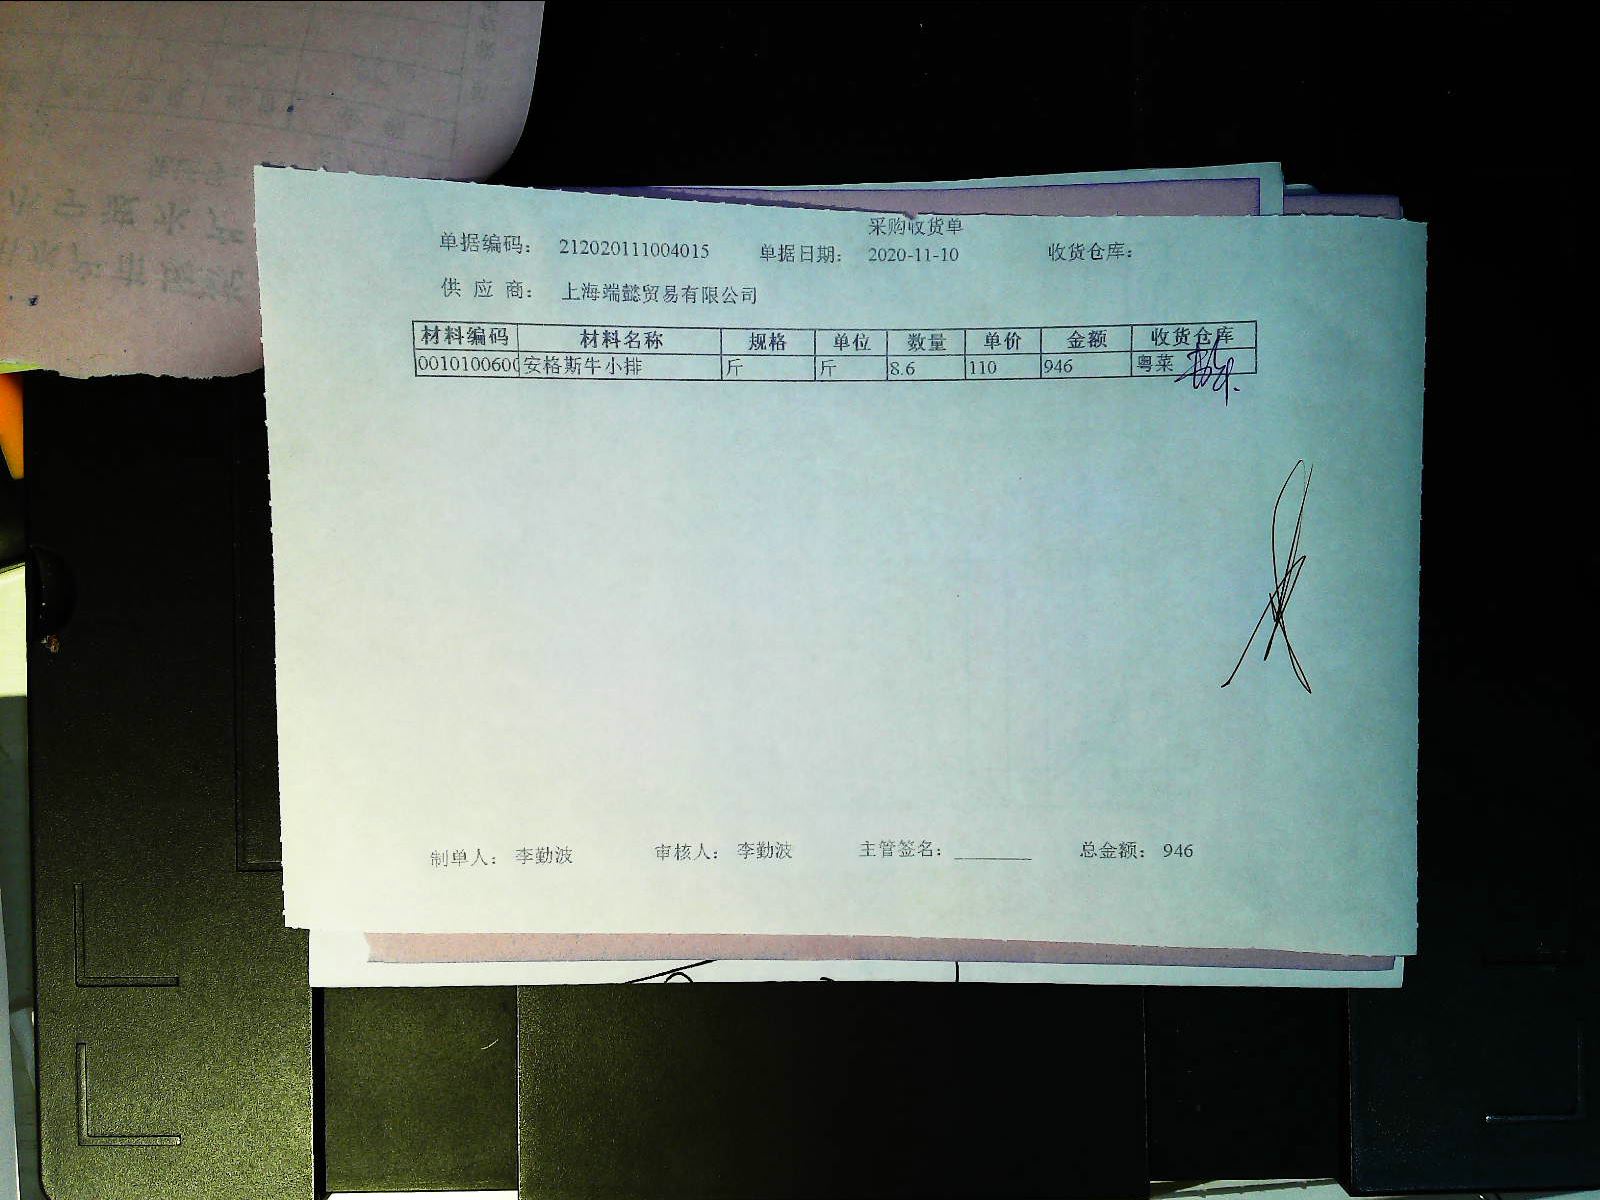 采购收货单
单据编码： 212020111004015 单据日期： 2020-11-10 收货仓库：
供 应 商： 上海端懿贸易有限公司
材料编码 材料名称 规格 单位 数量 单价 金额 收货仓库
0010100600 安格斯牛小排 斤 斤 8.6 110 946 粤菜
制单人： 李勤波 审核人： 李勤波 主管签名： ________ 总金额： 946